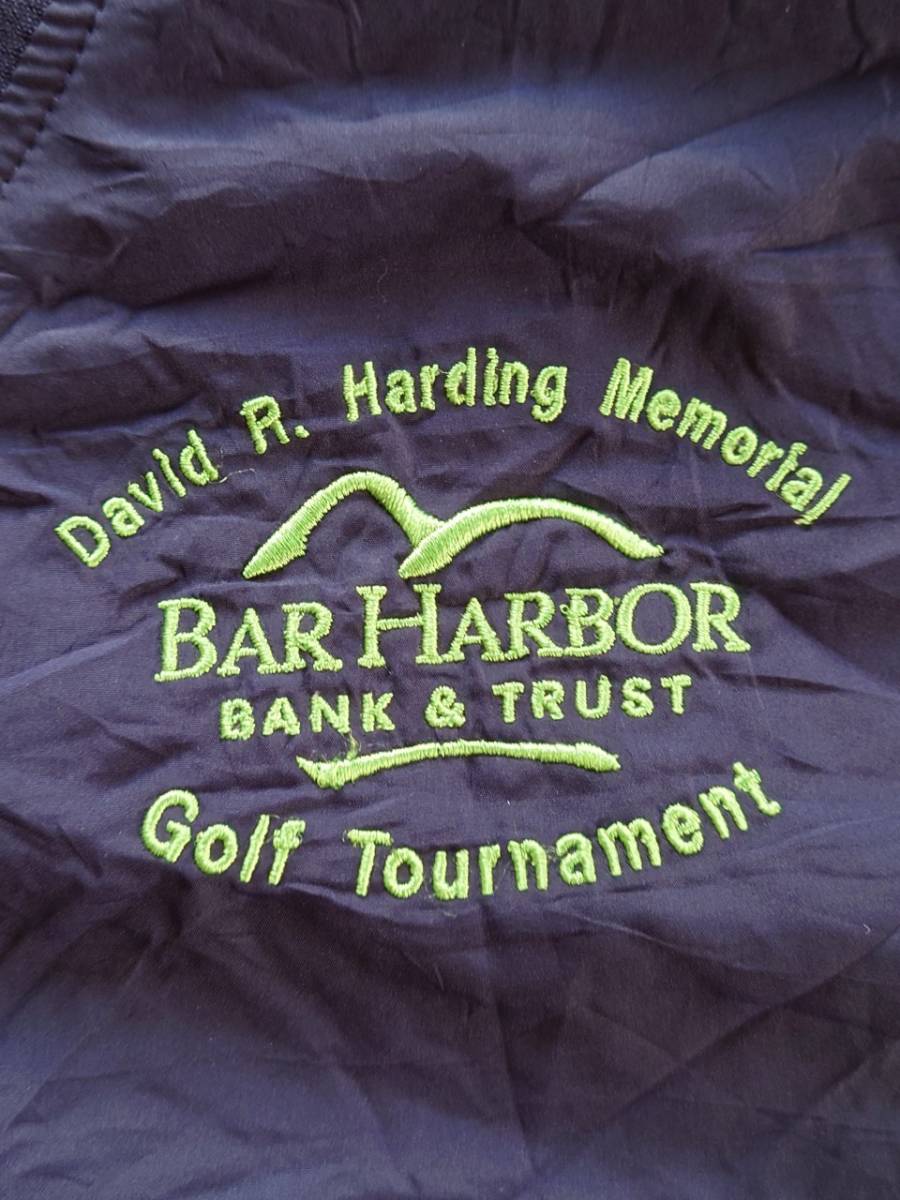 David R. Harding Memorial
BAR HARBOR
BANK & TRUST
Golf Tournament